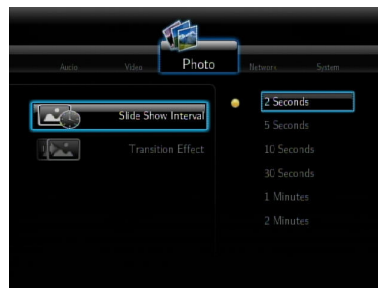 Audio Video Photo Network System
Slide Show Interval
Transition Effect
2 Seconds
5 Seconds
10 Seconds
30 Seconds
1 Minutes
2 Minutes